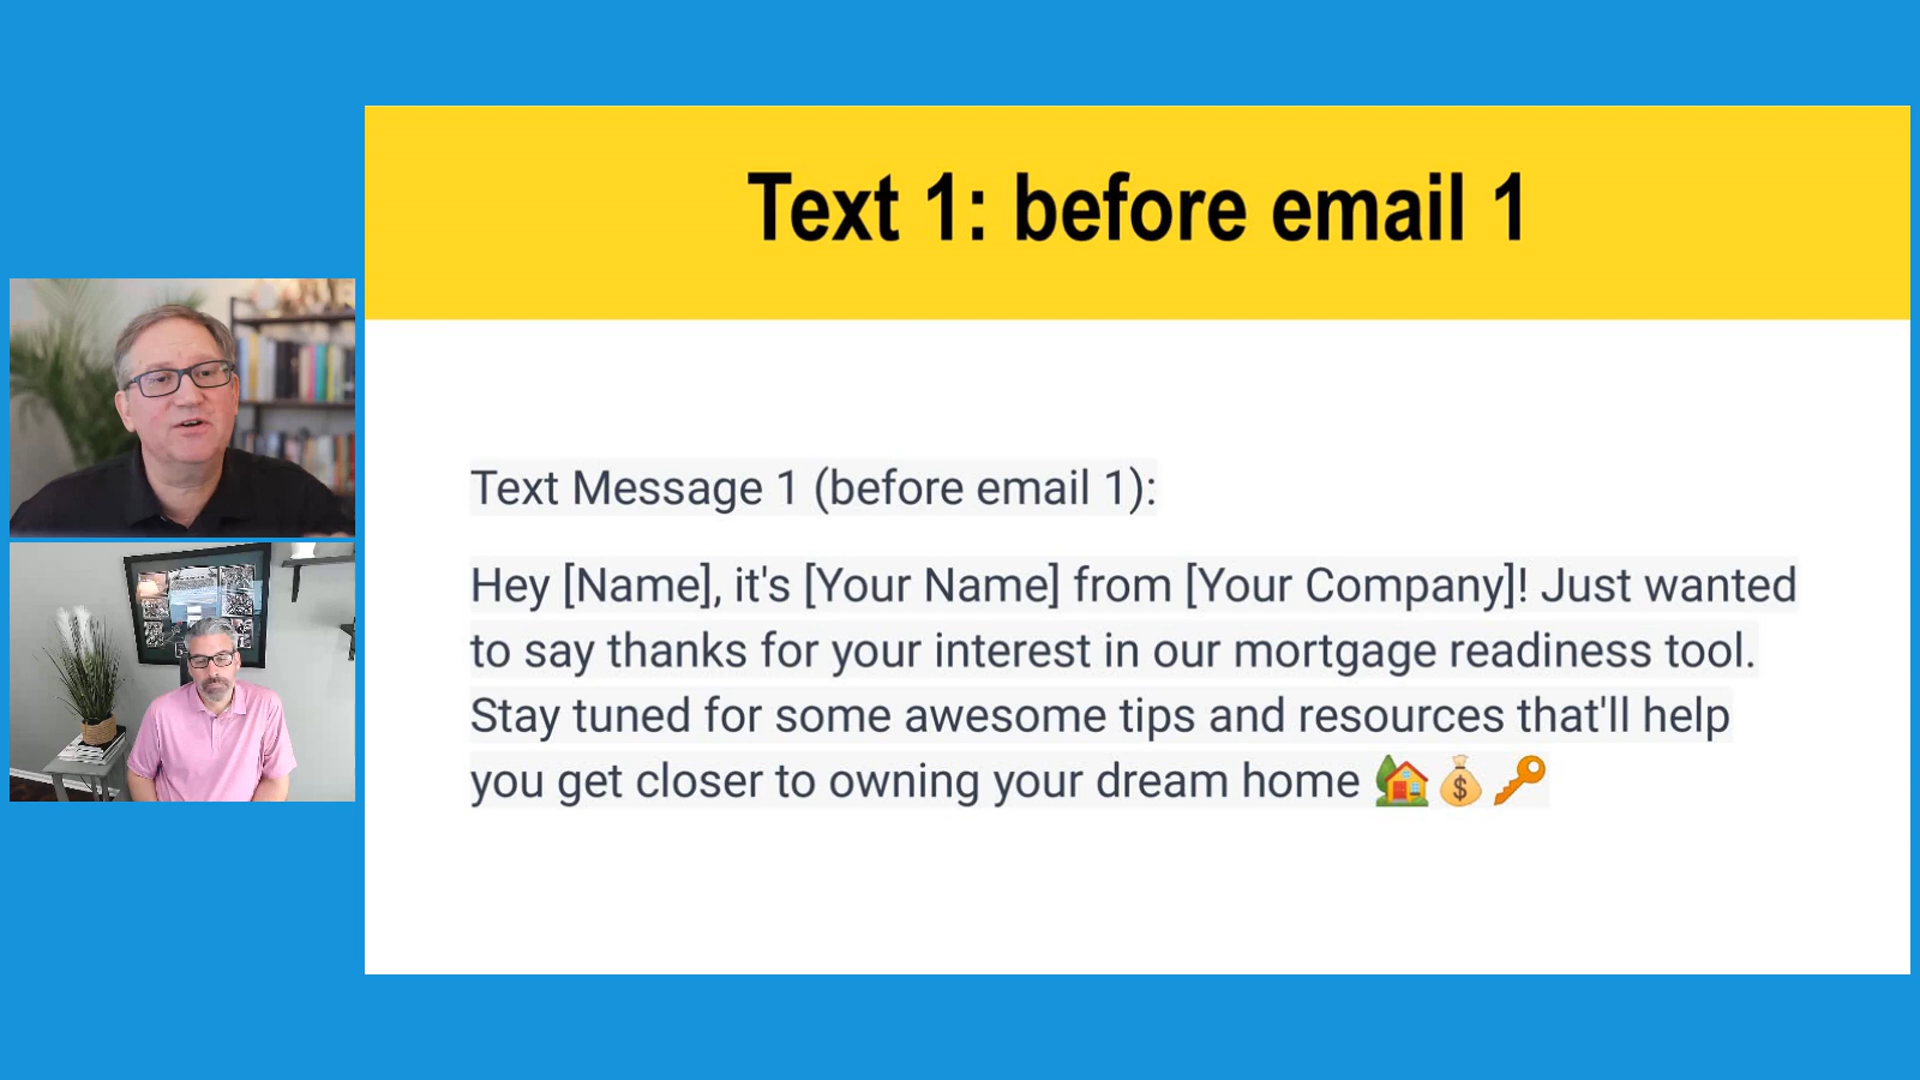 Text 1: before email 1
Text Message 1 (before email 1):
Hey [Name], it's [Your Name] from [Your Company]! Just wanted
to say thanks for your interest in our mortgage readiness tool.
Stay tuned for some awesome tips and resources that'll help
you get closer to owning your dream home 🏡💰🔑